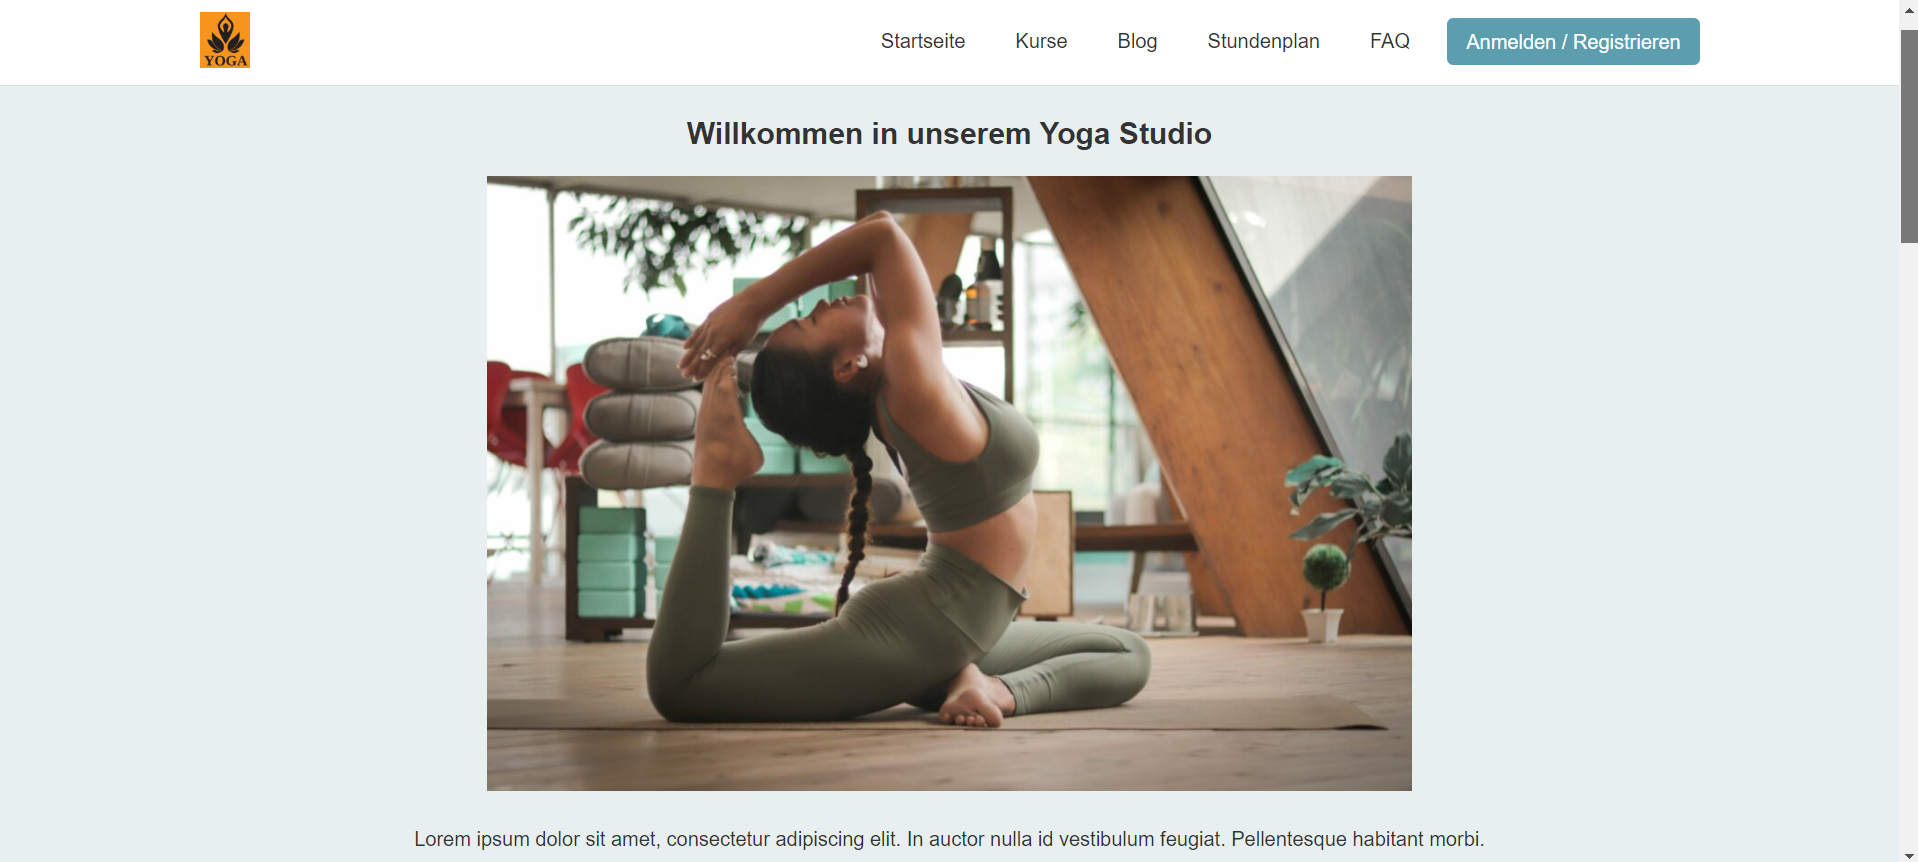 YOGA
Startseite
Kurse
Blog
Stundenplan
FAQ
Anmelden / Registrieren
Willkommen in unserem Yoga Studio
Lorem ipsum dolor sit amet, consectetur adipiscing elit. In auctor nulla id vestibulum feugiat. Pellentesque habitant morbi.